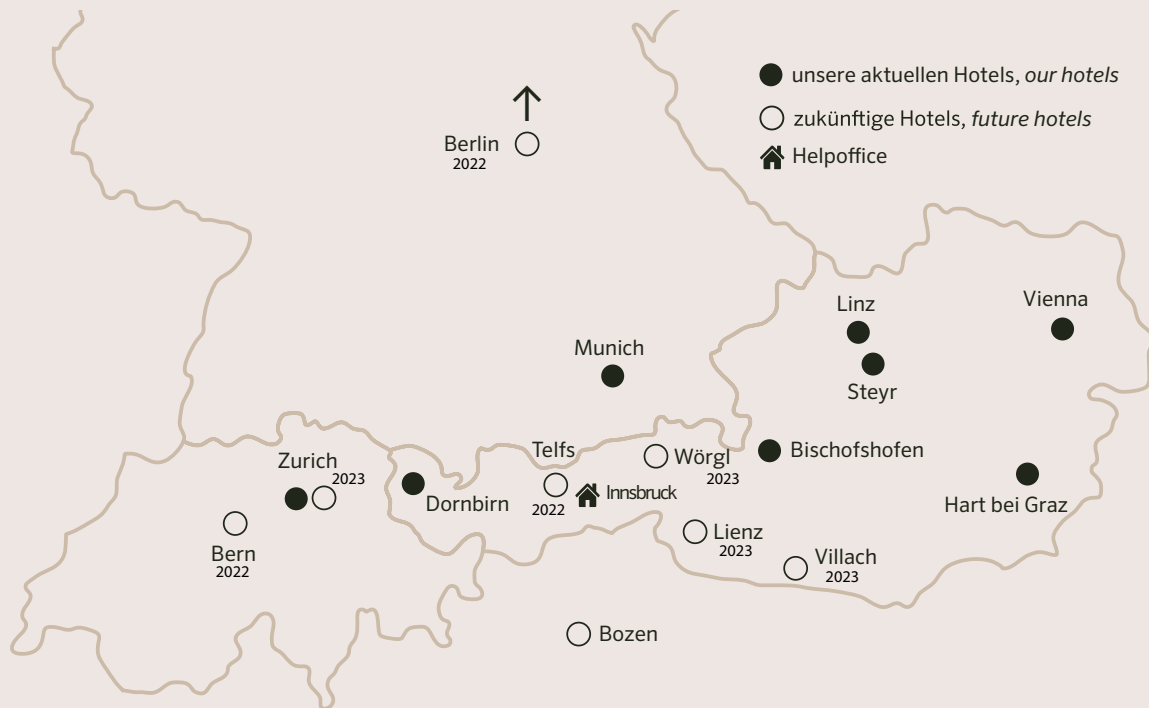 unsere aktuellen Hotels, our hotels
zukünftige Hotels, future hotels
Helpoffice
Berlin
2022
Linz
Vienna
Munich
Steyr
Telfs
Wörgl
2023
Bischofshofen
Zurich
2023
Dornbirn
2022
Innsbruck
Hart bei Graz
Bern
2022
Lienz
2023
Villach
2023
Bozen